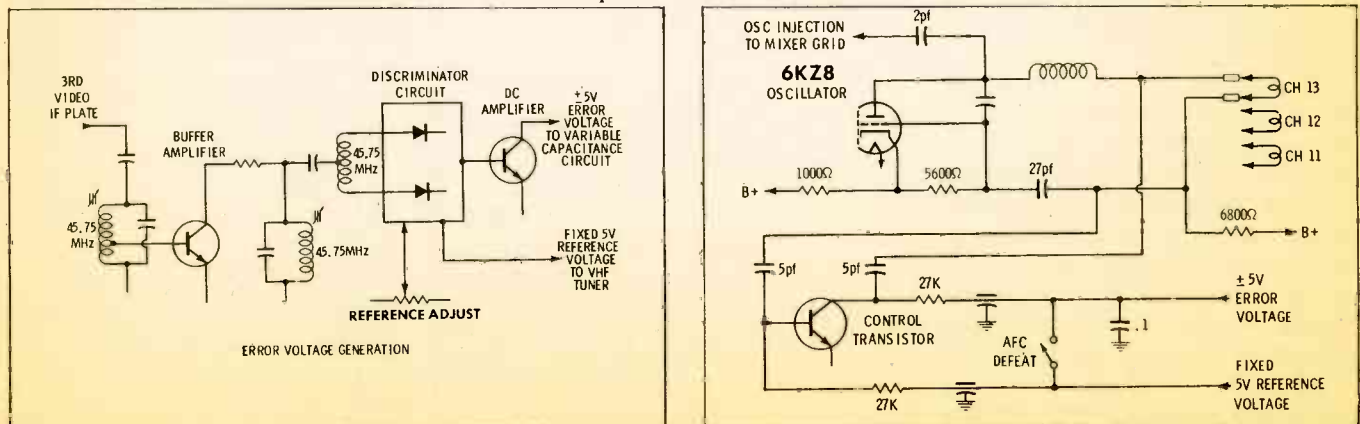 3RD
VIDEO
IF PLATE
BUFFER
AMPLIFIER
DISCRIMINATOR
CIRCUIT
DC
AMPLIFIER
± 5V
ERROR
VOLTAGE
TO VARIABLE
CAPACITANCE
CIRCUIT
45.75
MHz
45.75
MHz
45.75MHz
FIXED 5V
REFERENCE
VOLTAGE
TO VHF
TUNER
REFERENCE ADJUST
ERROR VOLTAGE GENERATION
OSC INJECTION
TO MIXER GRID
2pf
6KZ8
OSCILLATOR
CH 13
CH 12
CH 11
B+
1000Ω
5600Ω
27pf
6800Ω
B+
5pf
5pf
27K
CONTROL
TRANSISTOR
± 5V
ERROR
VOLTAGE
.1
AFC
DEFEAT
27K
FIXED
5V REFERENCE
VOLTAGE